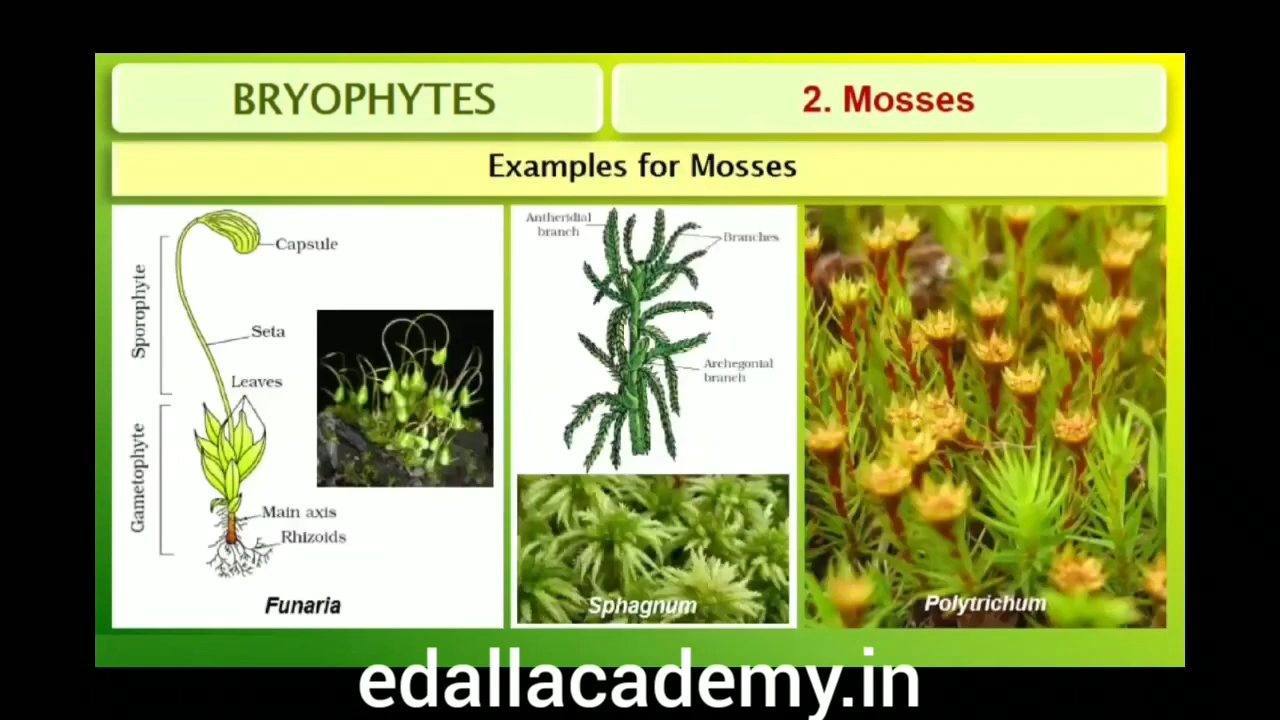 BRYOPHYTES
2. Mosses
Examples for Mosses
Capsule
Sporophyte
Seta
Leaves
Gametophyte
Main axis
Rhizoids
Funaria
Antheridial
branch
Branches
Archegonial
branch
Sphagnum
Polytrichum
edallacademy.in